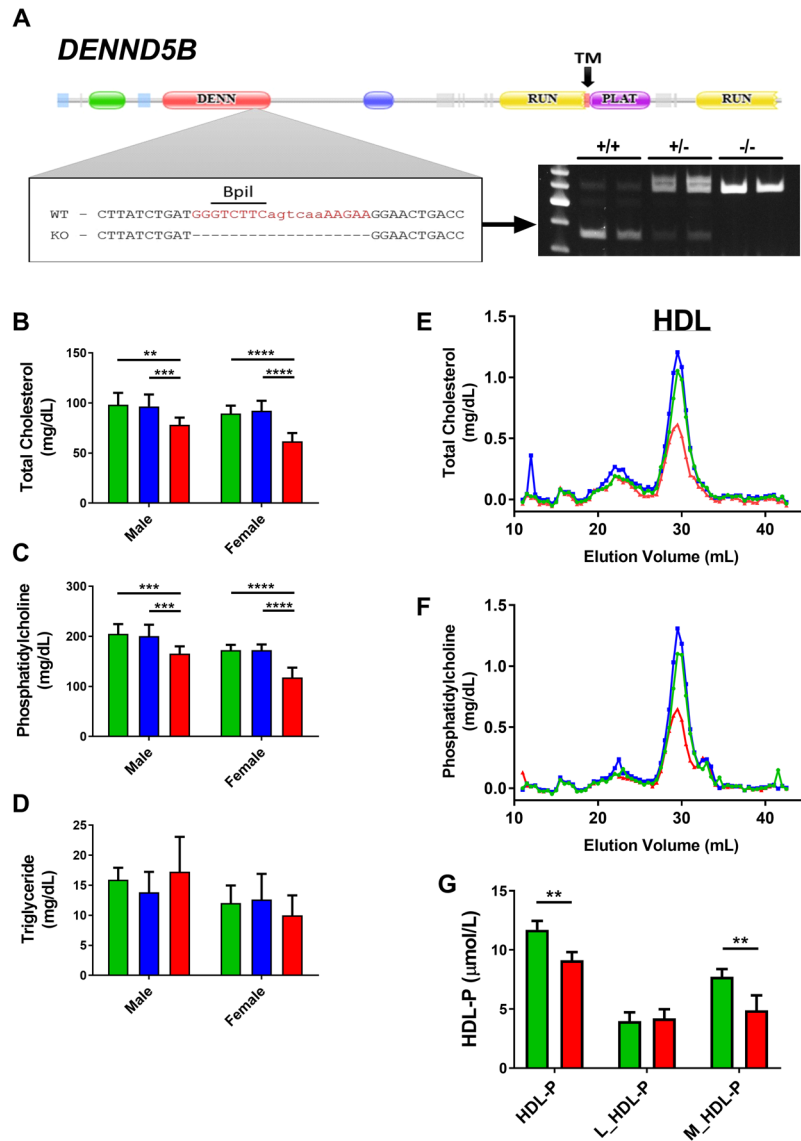 A
DENND5B
TM
DENN
RUN
PLAT
RUN
+/+ +/- -/-
BpiI
WT – CTTATCTGATGGGTCTTCagtcaaAAGAAGGAACTGACC
KO – CTTATCTGAT-------------------GGAACTGACC
B
Total Cholesterol
(mg/dL)
150
100
50
0
** ****
*** ****
Male Female
C
Phosphatidylcholine
(mg/dL)
300
200
100
0
*** ****
*** ****
Male Female
D
Triglyceride
(mg/dL)
25
20
15
10
5
0
Male Female
E
HDL
Total Cholesterol
(mg/dL)
1.5
1.0
0.5
0.0
10 20 30 40
Elution Volume (mL)
F
Phosphatidylcholine
(mg/dL)
1.5
1.0
0.5
0.0
10 20 30 40
Elution Volume (mL)
G
HDL-P (μmol/L)
15
10
5
0
** **
HDL-P L_HDL-P M_HDL-P